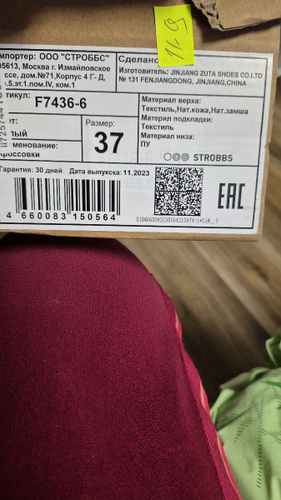 мпортер: ООО "СТРОББС"
05613, Москва г. Измайловское
ссе, дом.№71,Корпус 4 Г- Д,
.5.эт.1.пом.IV, ком.1
Сделано
Изготовитель: JINJIANG ZUTA SHOES CO.LTD
№ 131 FENJIANGDONG, JINJIANG,CHINA
тикул:
F7436-6
Размер:
37
тый
менование:
россовки
Материал верха:
Текстиль,Нат.кожа,Нат.замша
Материал подкладки:
Текстиль
Материал низа:
ПУ
STROBBS
Гарантия: 30 дней
Дата выпуска: 11.2023
4 660083 150564
EAC